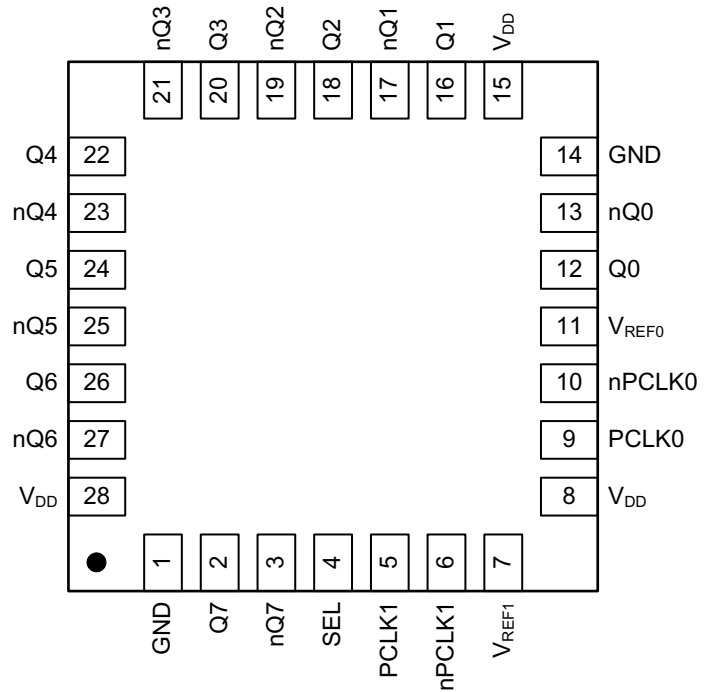 nQ3
Q3
nQ2
Q2
nQ1
Q1
VDD
21
20
19
18
17
16
15
Q4 22
14 GND
nQ4 23
13 nQ0
Q5 24
12 Q0
nQ5 25
11 VREF0
Q6 26
10 nPCLK0
nQ6 27
9 PCLK0
VDD 28
8 VDD
1
2
3
4
5
6
7
GND
Q7
nQ7
SEL
PCLK1
nPCLK1
VREF1